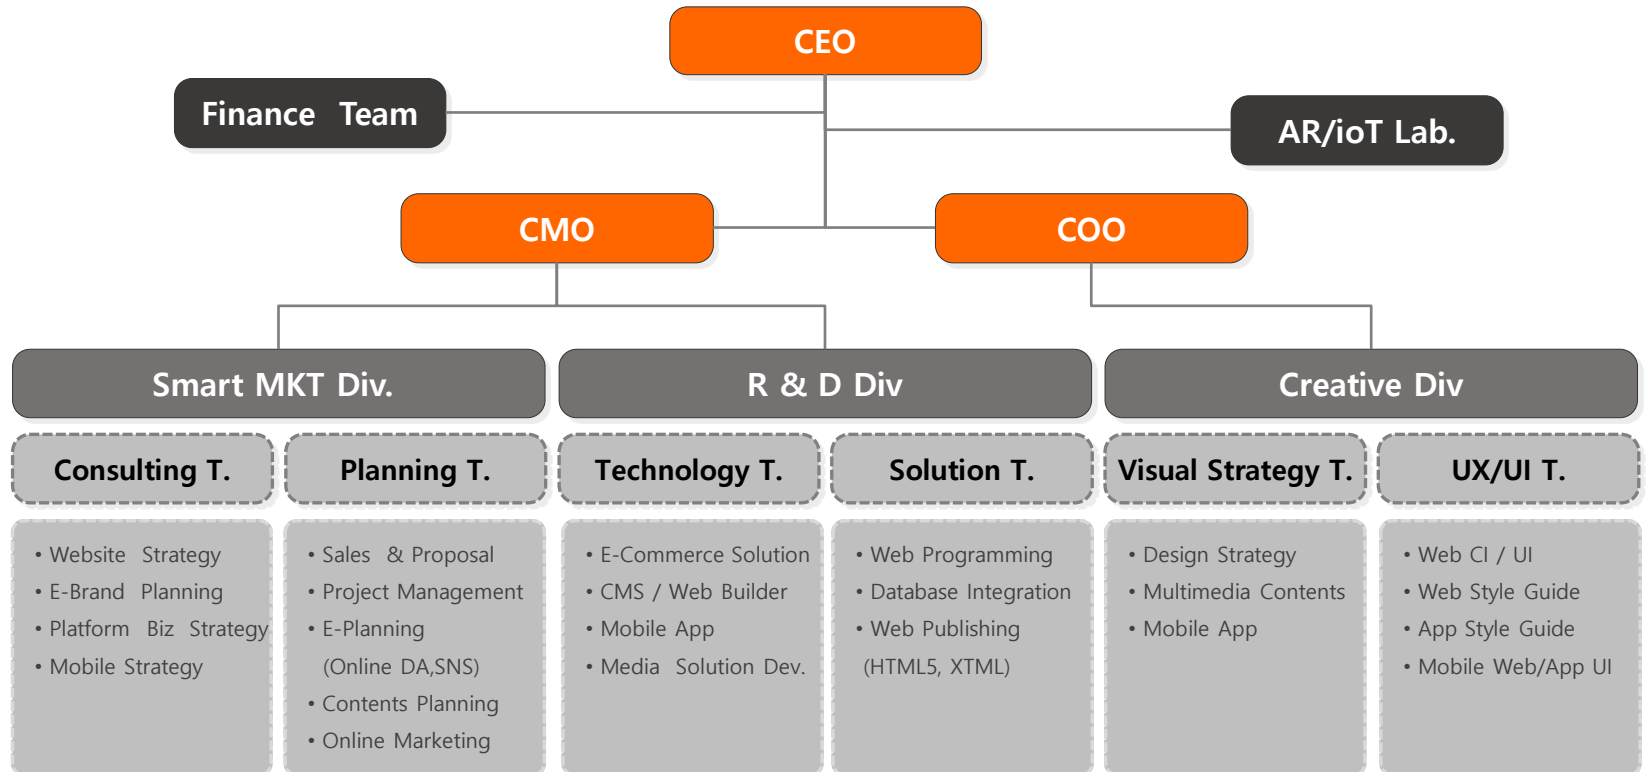 CEO
Finance Team
AR/ioT Lab.
CMO
COO
Smart MKT Div.
R & D Div
Creative Div
Consulting T.
Planning T.
Technology T.
Solution T.
Visual Strategy T.
UX/UI T.
• Website Strategy
• E-Brand Planning
• Platform Biz Strategy
• Mobile Strategy
• Sales & Proposal
• Project Management
• E-Planning
(Online DA,SNS)
• Contents Planning
• Online Marketing
• E-Commerce Solution
• CMS / Web Builder
• Mobile App
• Media Solution Dev.
• Web Programming
• Database Integration
• Web Publishing
(HTML5, XTML)
• Design Strategy
• Multimedia Contents
• Mobile App
• Web CI / UI
• Web Style Guide
• App Style Guide
• Mobile Web/App UI